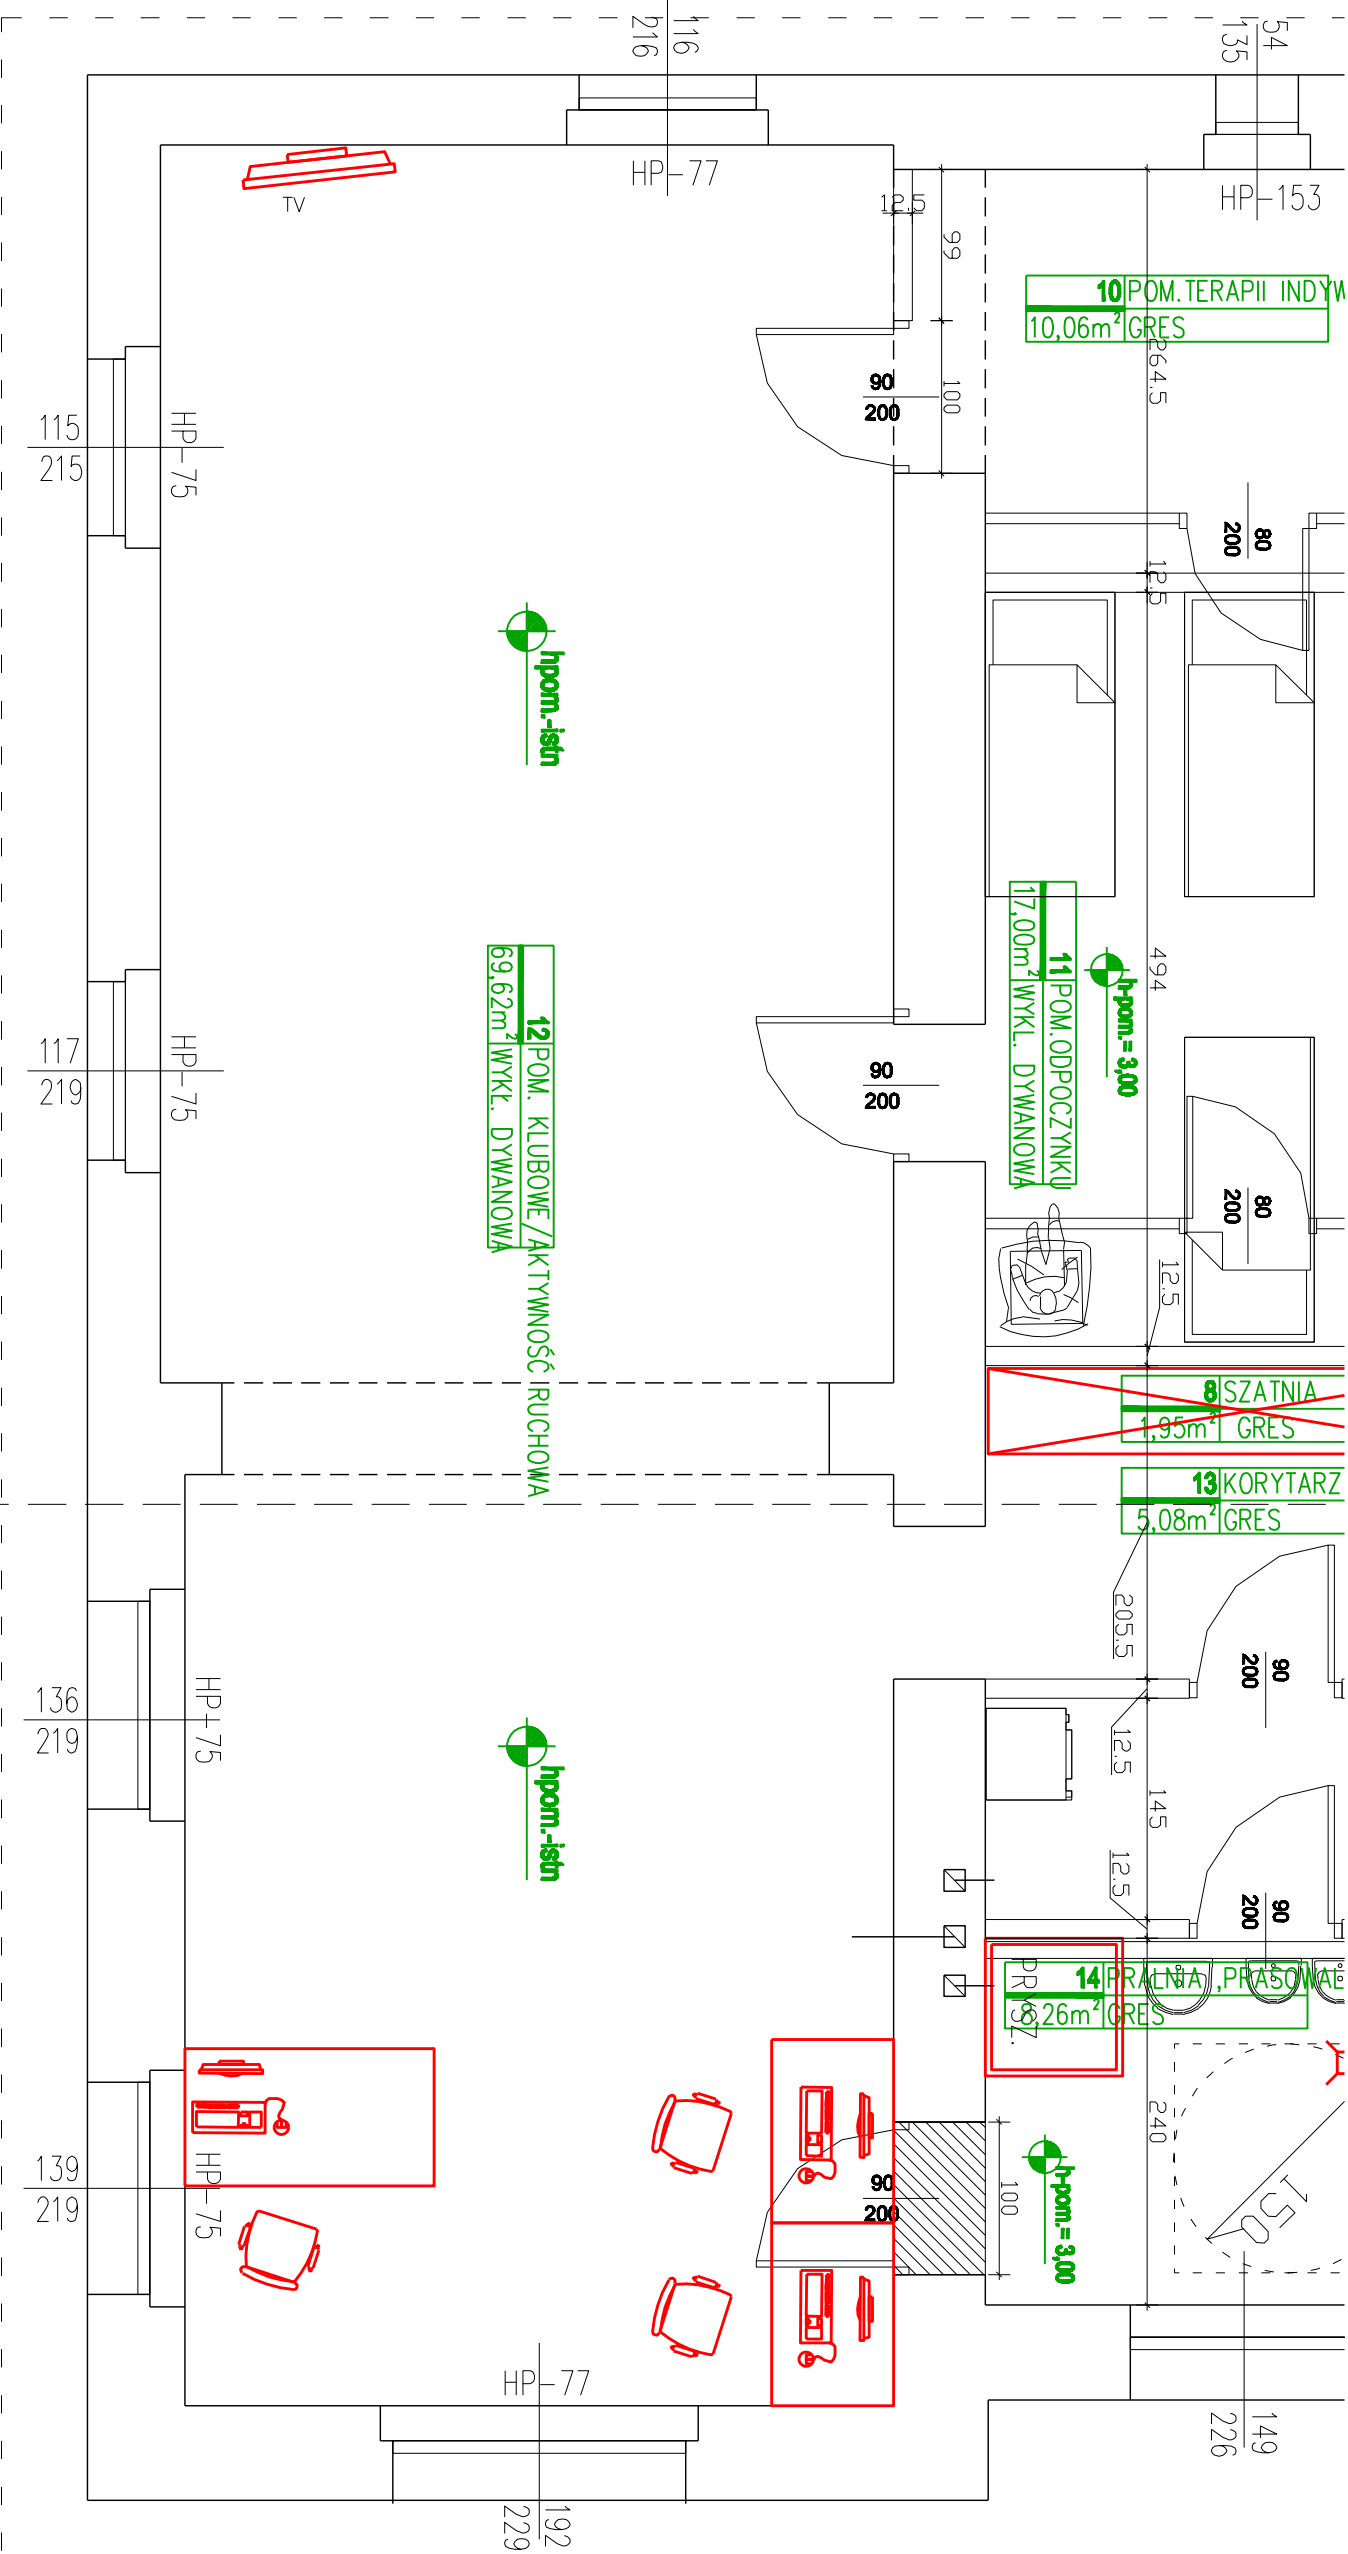 116
216
54
135
HP-77
HP-153
TV
12.5
99
10 POM.TERAPII INDYW
10,06m² GRES
264.5
90
200
100
115
215
HP-75
80
200
12.5
hpom.-istn
11 POM.ODPOCZYNKU
17,00m² WYKL. DYWANOWA
h-pom.= 3,00
494
12 POM. KLUBOWE/AKTYWNOŚĆ RUCHOWA
69,62m² WYKŁ. DYWANOWA
117
219
HP-75
90
200
80
200
12.5
8 SZATNIA
1,95m² GRES
13 KORYTARZ
5,08m² GRES
205.5
90
200
136
219
HP-75
12.5
hpom.-istn
145
12.5
90
200
PRYSZ.
14 PRALNIA ,PRASOWAL
8,26m² GRES
240
150
139
219
HP-75
90
200
100
h-pom.= 3,00
HP-77
149
226
192
229